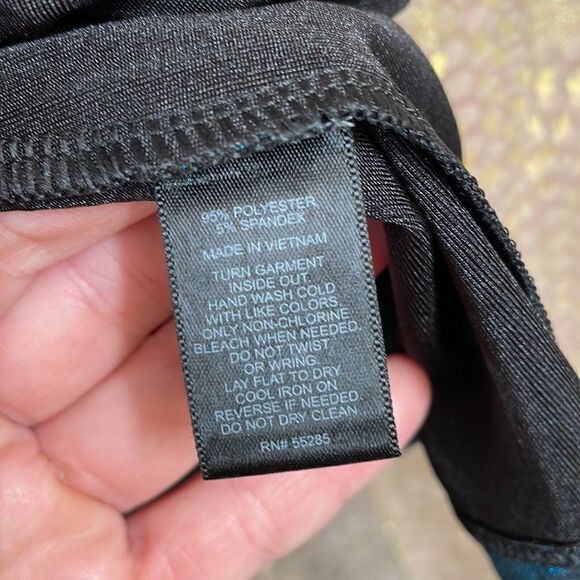 95% POLYESTER
5% SPANDEX
MADE IN VIETNAM
TURN GARMENT
INSIDE OUT.
HAND WASH COLD
WITH LIKE COLORS
ONLY NON-CHLORINE
BLEACH WHEN NEEDED.
DO NOT TWIST
OR WRING.
LAY FLAT TO DRY
COOL IRON ON
REVERSE IF NEEDED.
DO NOT DRY CLEAN
RN# 55285